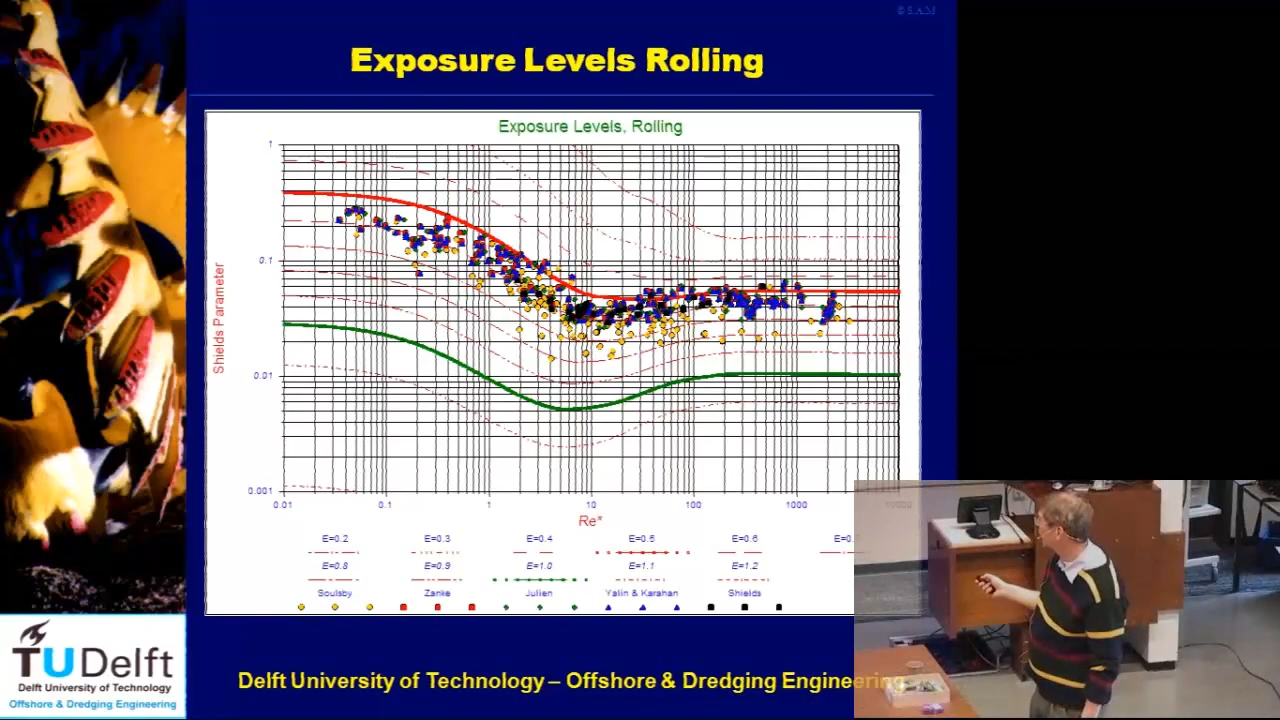 © S.A.M
Exposure Levels Rolling
Exposure Levels, Rolling
1
0.1
0.01
0.001
Shields Parameter
0.01 0.1 1 10 100 1000 10000
Re*
E=0.2 E=0.3 E=0.4 E=0.5 E=0.6
E=0.8 E=0.9 E=1.0 E=1.1 E=1.2
Soulsby Zanke Julien Yalin & Karahan Shields
TUDelft
Delft University of Technology
Offshore & Dredging Engineering
Delft University of Technology – Offshore & Dredging Engineering